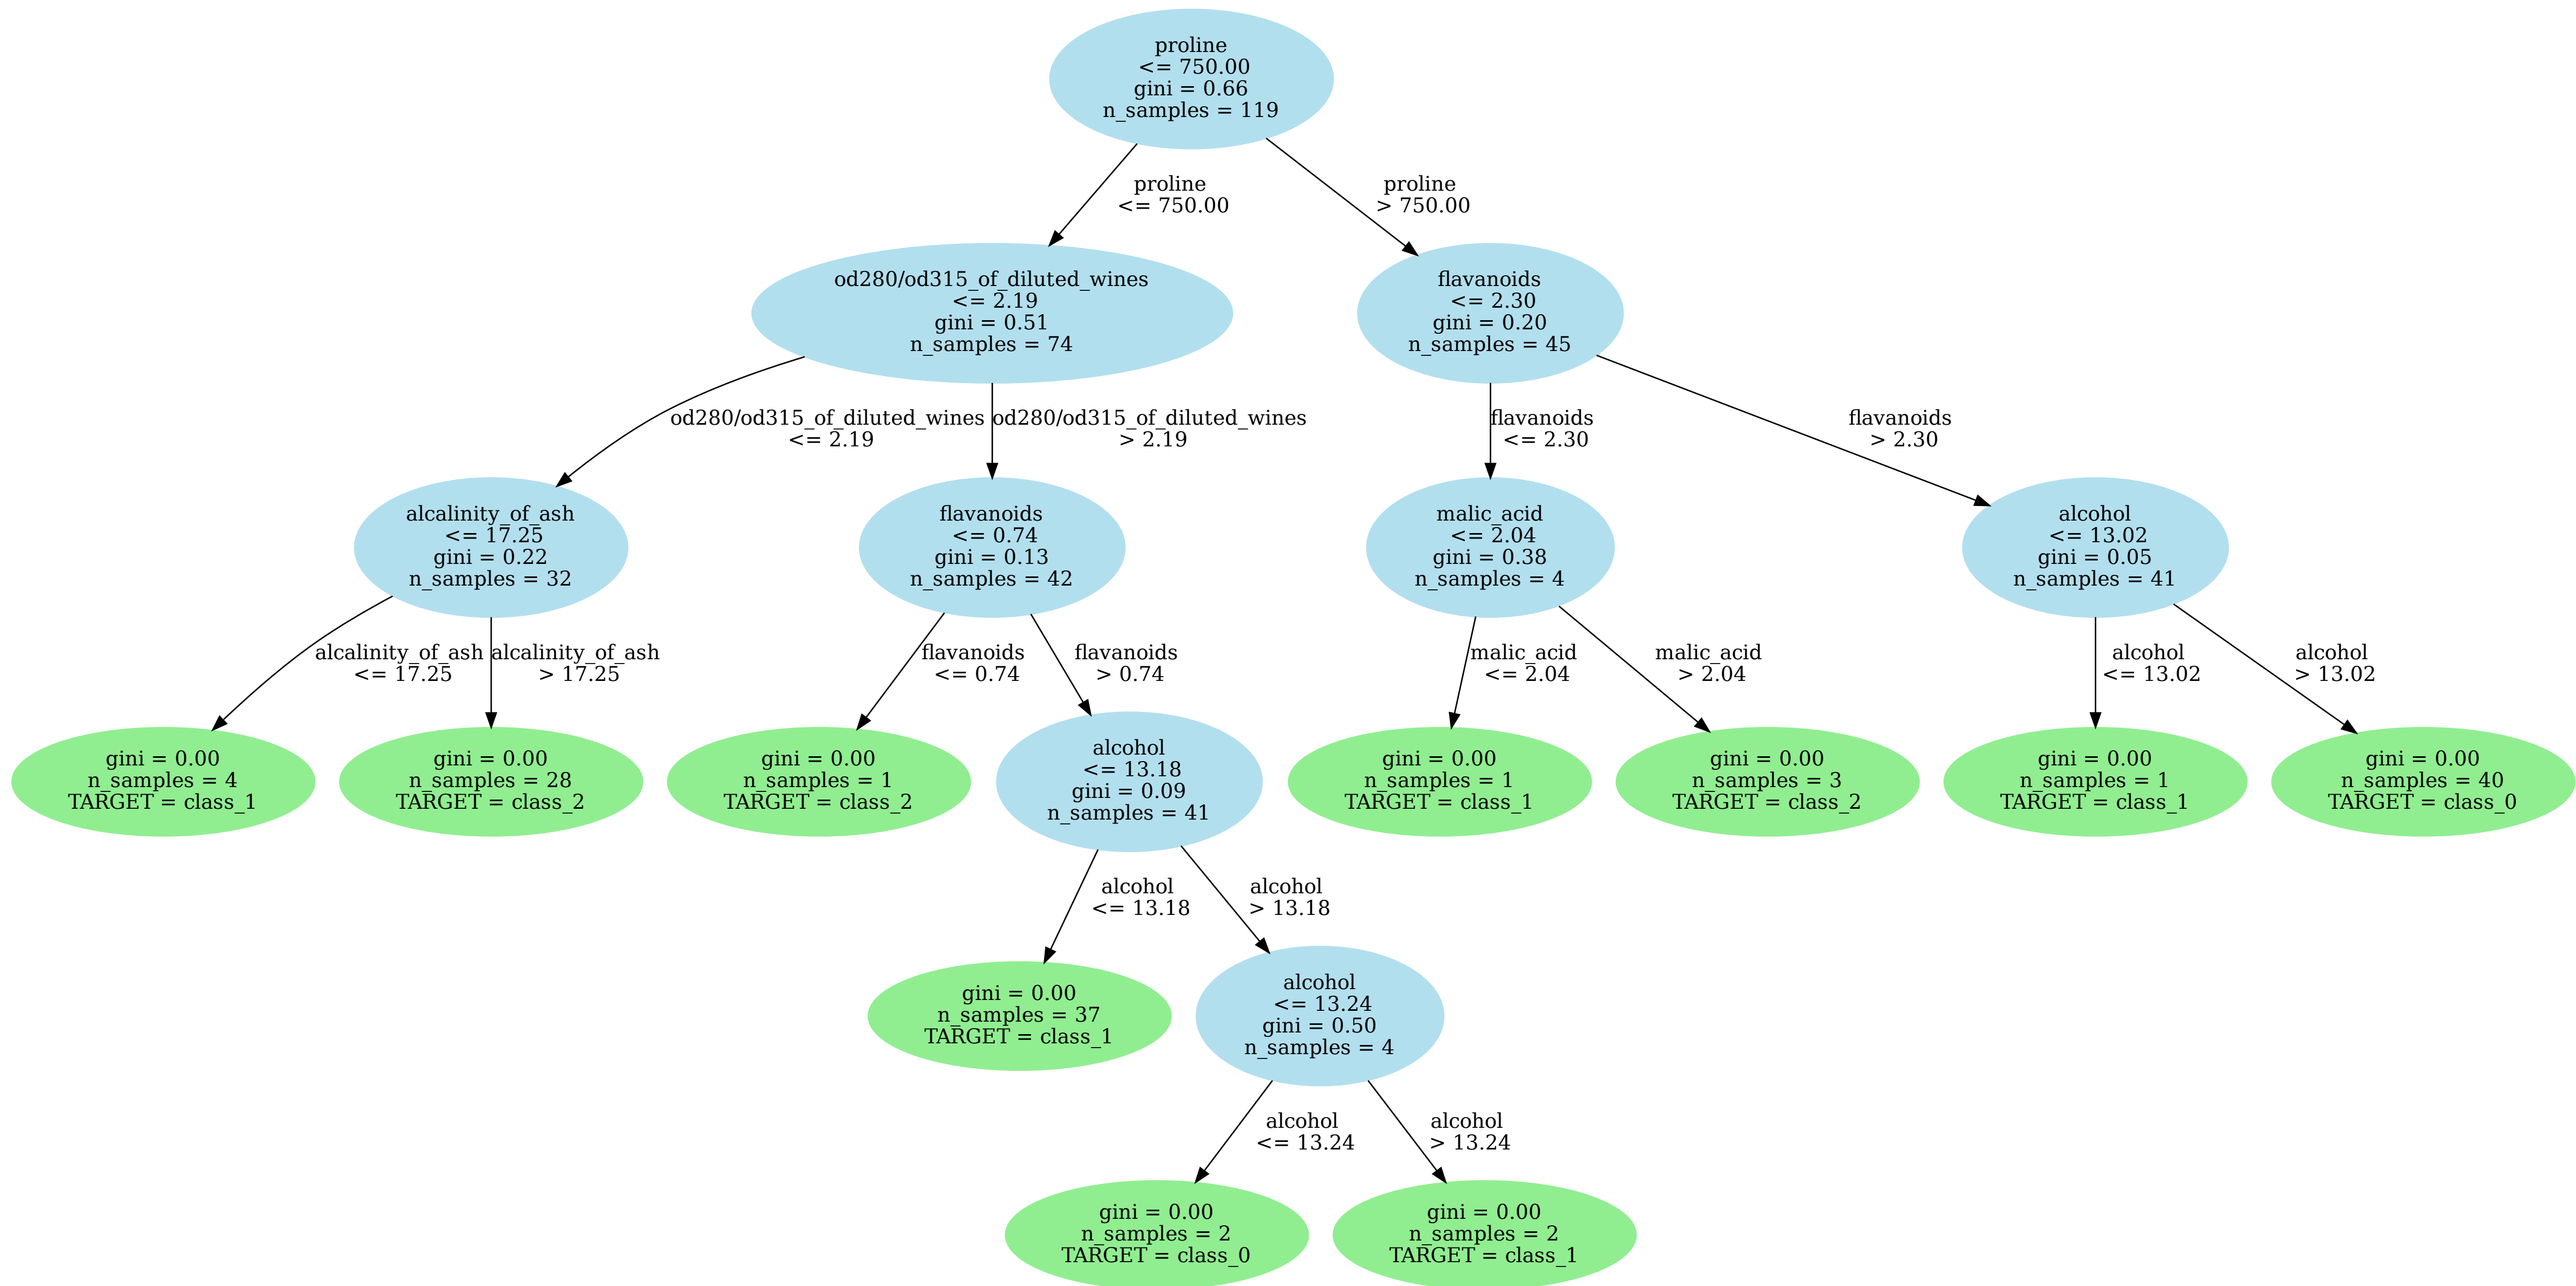 proline
<= 750.00
gini = 0.66
n_samples = 119
proline
<= 750.00
proline
> 750.00
od280/od315_of_diluted_wines
<= 2.19
gini = 0.51
n_samples = 74
flavanoids
<= 2.30
gini = 0.20
n_samples = 45
od280/od315_of_diluted_wines
<= 2.19
od280/od315_of_diluted_wines
> 2.19
flavanoids
<= 2.30
flavanoids
> 2.30
alcalinity_of_ash
<= 17.25
gini = 0.22
n_samples = 32
flavanoids
<= 0.74
gini = 0.13
n_samples = 42
malic_acid
<= 2.04
gini = 0.38
n_samples = 4
alcohol
<= 13.02
gini = 0.05
n_samples = 41
alcalinity_of_ash
<= 17.25
alcalinity_of_ash
> 17.25
flavanoids
<= 0.74
flavanoids
> 0.74
malic_acid
<= 2.04
malic_acid
> 2.04
alcohol
<= 13.02
alcohol
> 13.02
gini = 0.00
n_samples = 4
TARGET = class_1
gini = 0.00
n_samples = 28
TARGET = class_2
gini = 0.00
n_samples = 1
TARGET = class_2
alcohol
<= 13.18
gini = 0.09
n_samples = 41
gini = 0.00
n_samples = 1
TARGET = class_1
gini = 0.00
n_samples = 3
TARGET = class_2
gini = 0.00
n_samples = 1
TARGET = class_1
gini = 0.00
n_samples = 40
TARGET = class_0
alcohol
<= 13.18
alcohol
> 13.18
gini = 0.00
n_samples = 37
TARGET = class_1
alcohol
<= 13.24
gini = 0.50
n_samples = 4
alcohol
<= 13.24
alcohol
> 13.24
gini = 0.00
n_samples = 2
TARGET = class_0
gini = 0.00
n_samples = 2
TARGET = class_1